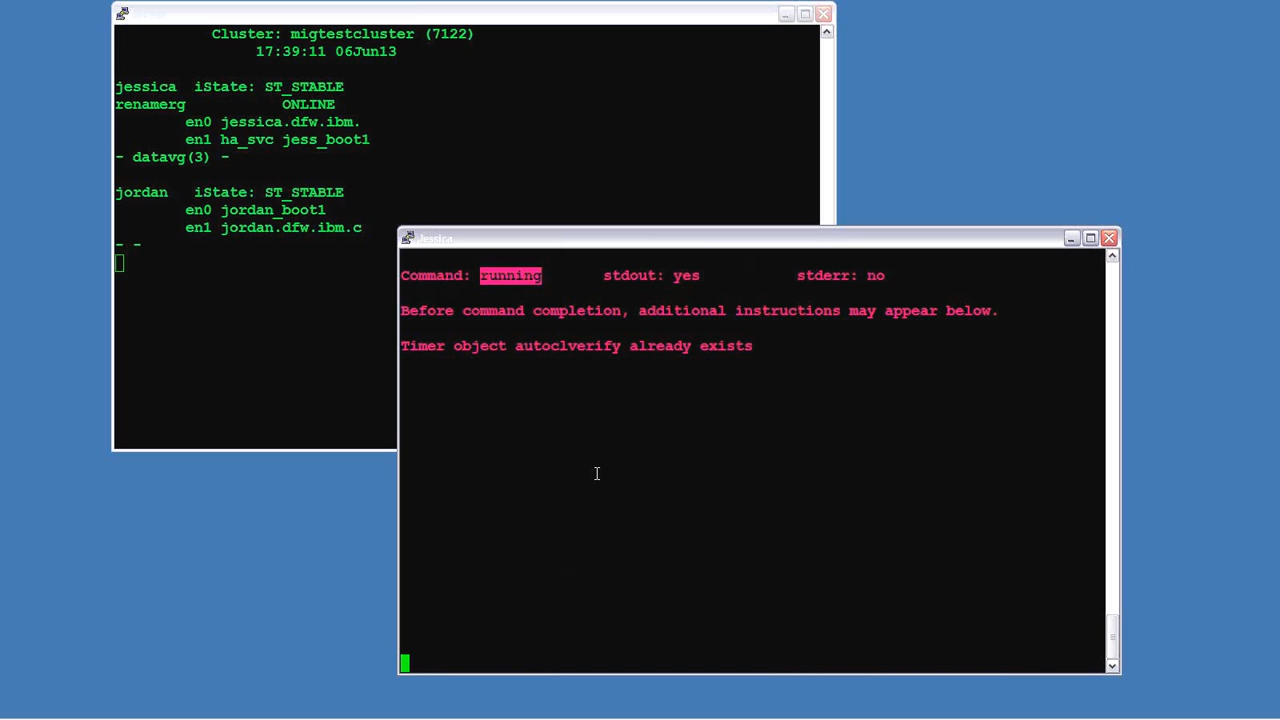 Cluster: migtestcluster (7122)
17:39:11 06Jun13
jessica iState: ST_STABLE
renamerg ONLINE
en0 jessica.dfw.ibm.
en1 ha_svc jess_boot1
- datavg(3) -
jordan iState: ST_STABLE
en0 jordan_boot1
en1 jordan.dfw.ibm.c
- -
Jessica
Command: running stdout: yes stderr: no
Before command completion, additional instructions may appear below.
Timer object autoclverify already exists